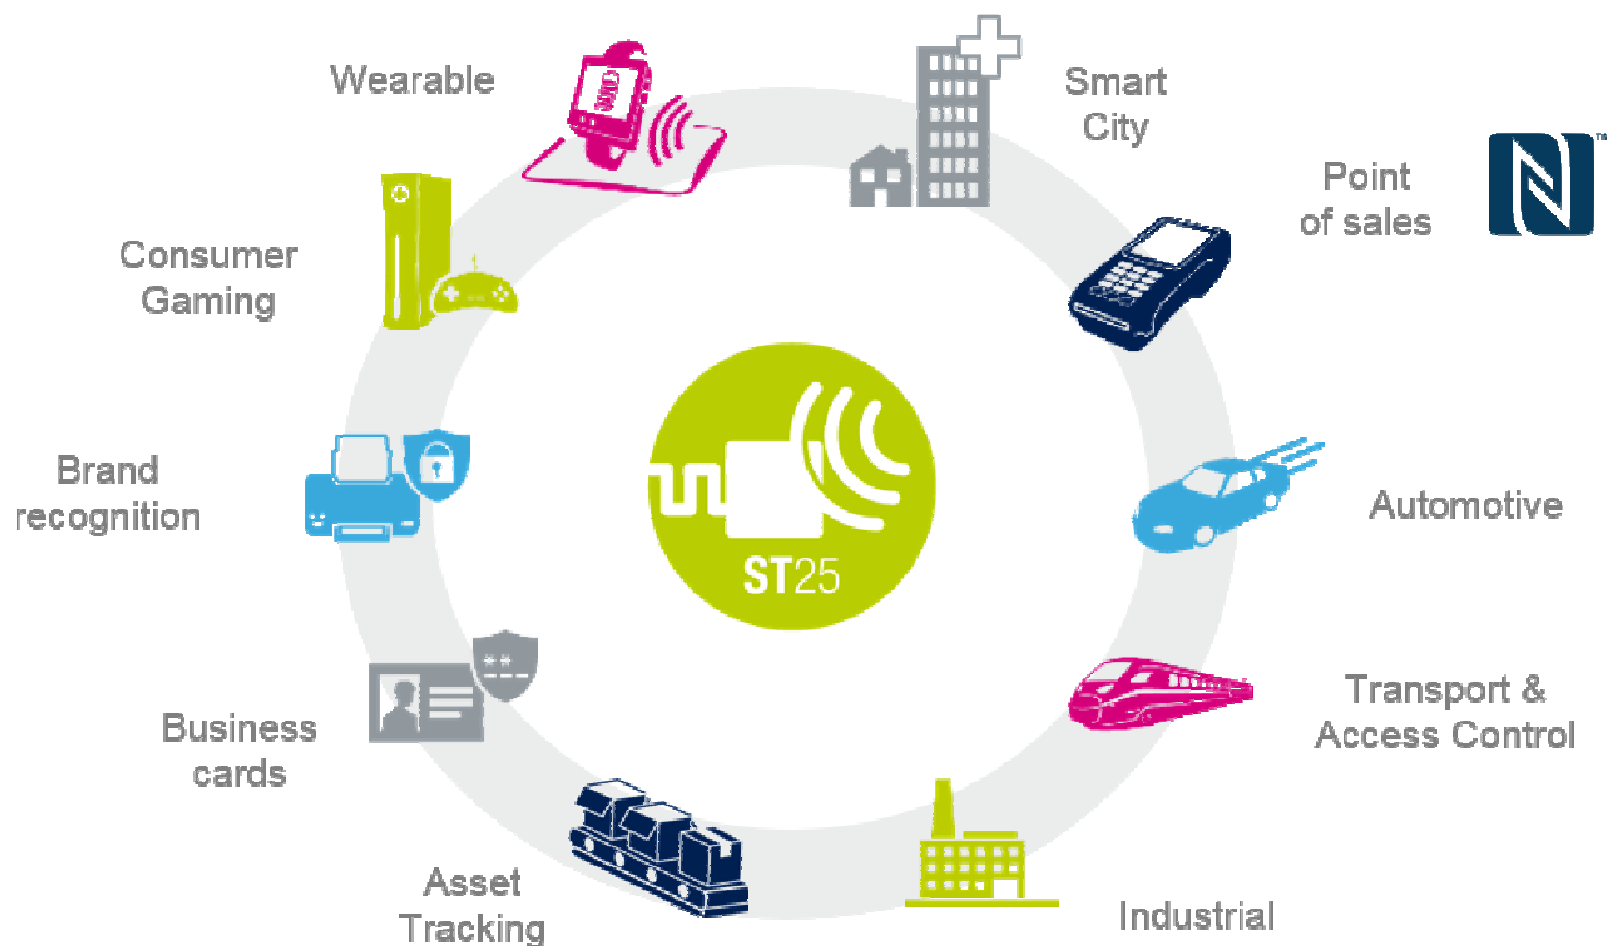 Wearable
Smart
City
Point
of sales
TM
Consumer
Gaming
Brand
recognition
ST25
Automotive
Business
cards
Transport &
Access Control
Asset
Tracking
Industrial